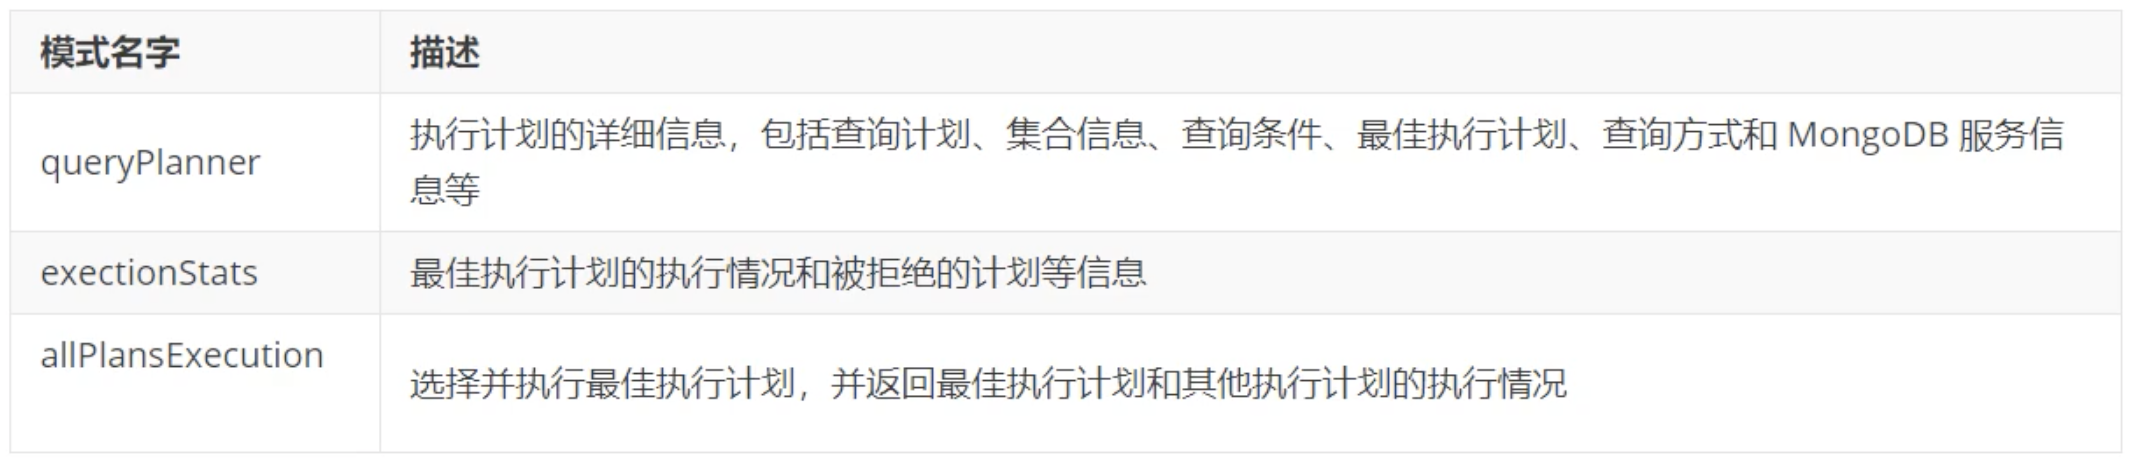 模式名字 描述
queryPlanner 执行计划的详细信息，包括查询计划、集合信息、查询条件、最佳执行计划、查询方式和 MongoDB 服务信
息等
exectionStats 最佳执行计划的执行情况和被拒绝的计划等信息
allPlansExecution 选择并执行最佳执行计划，并返回最佳执行计划和其他执行计划的执行情况